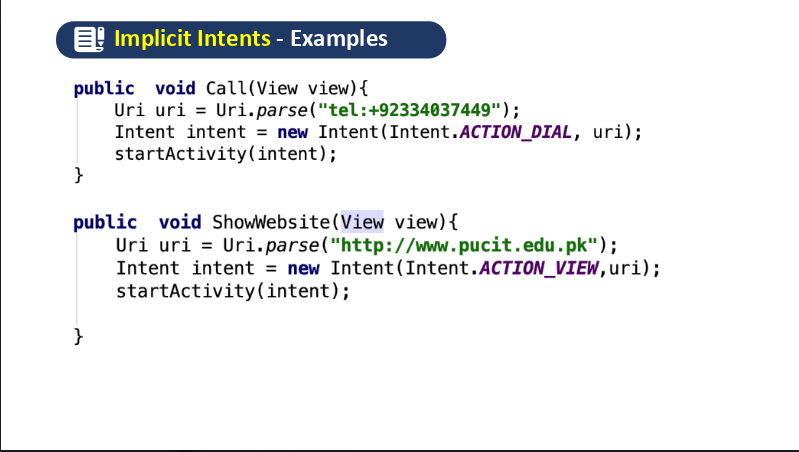 Implicit Intents - Examples
public  void Call(View view){
    Uri uri = Uri.parse("tel:+92334037449");
    Intent intent = new Intent(Intent.ACTION_DIAL, uri);
    startActivity(intent);
}
public  void ShowWebsite(View view){
    Uri uri = Uri.parse("http://www.pucit.edu.pk");
    Intent intent = new Intent(Intent.ACTION_VIEW,uri);
    startActivity(intent);
}